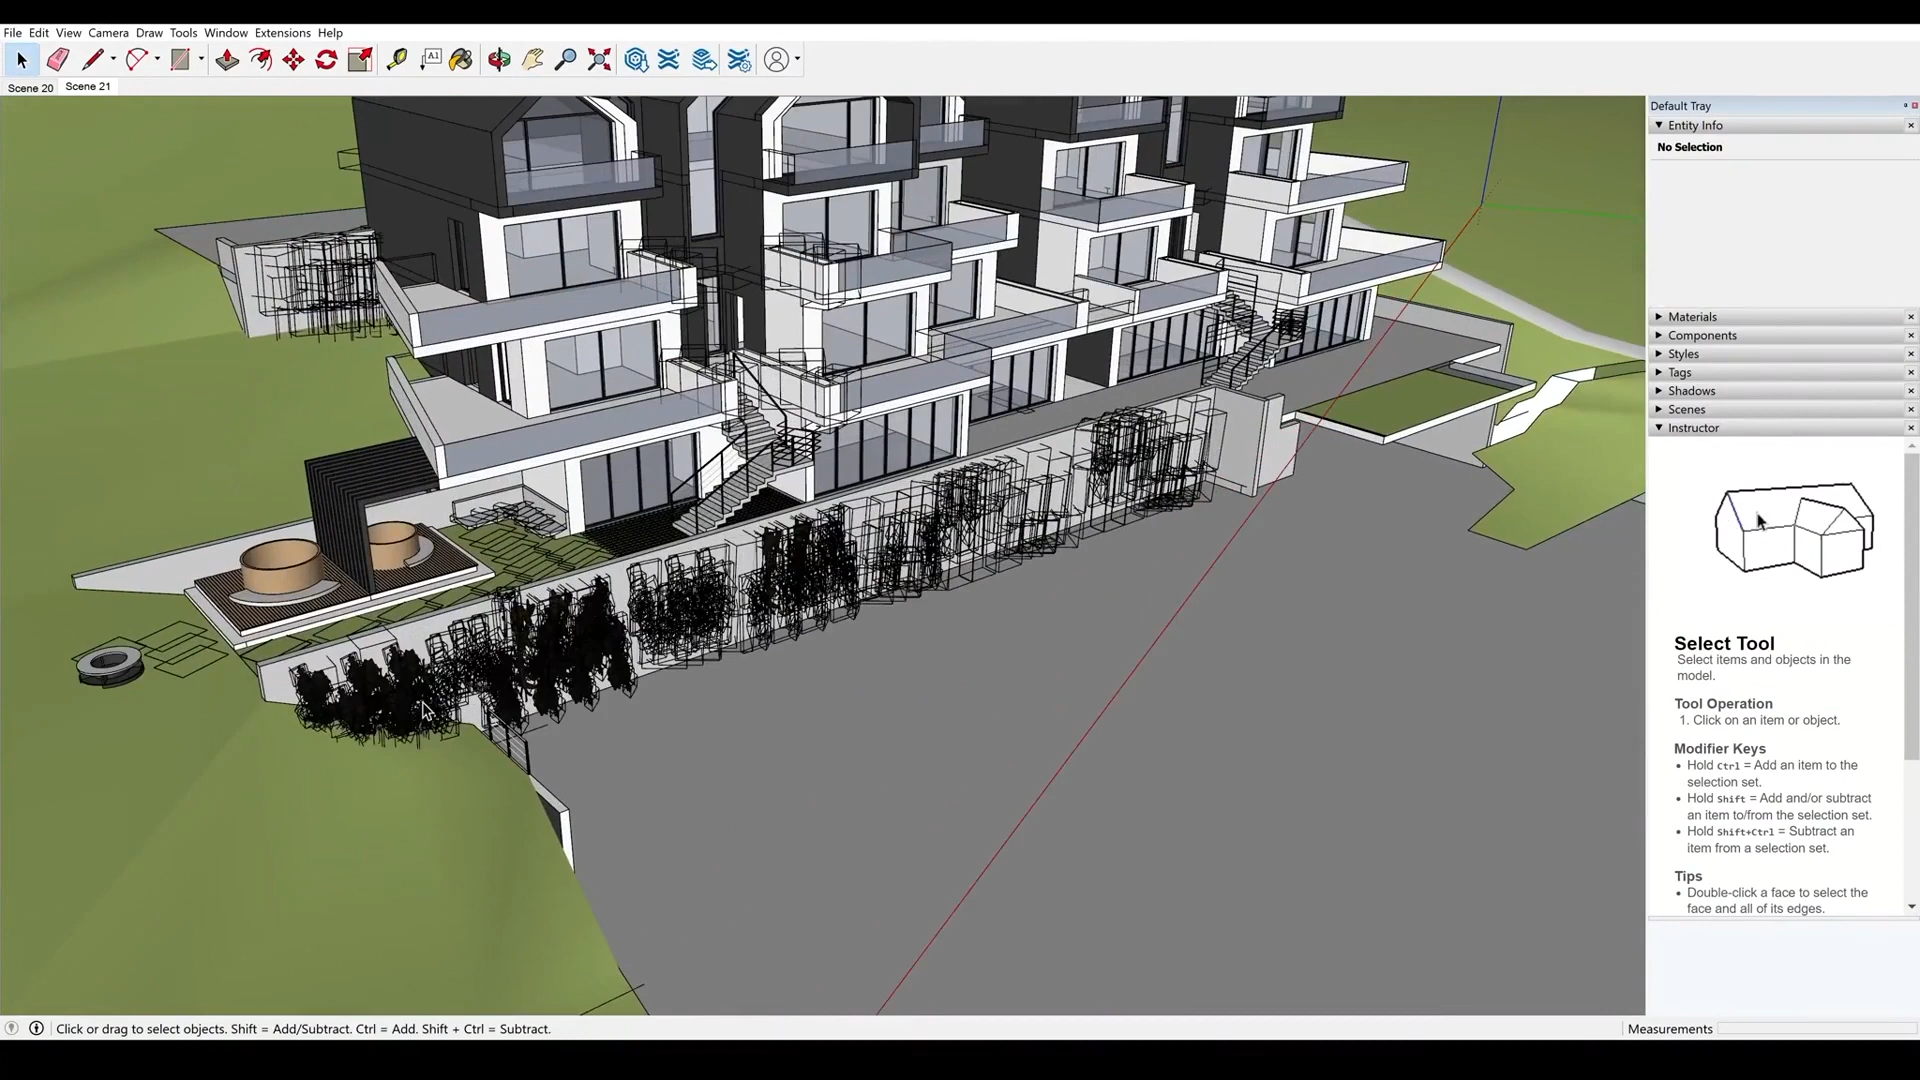 File Edit View Camera Draw Tools Window Extensions Help
A1
Scene 20 Scene 21
Default Tray
Entity Info
No Selection
Materials
Components
Styles
Tags
Shadows
Scenes
Instructor
Select Tool
Select items and objects in the
model.
Tool Operation
1. Click on an item or object.
Modifier Keys
• Hold Ctrl = Add an item to the
selection set.
• Hold Shift = Add and/or subtract
an item to/from the selection set.
• Hold Shift+Ctrl = Subtract an
item from a selection set.
Tips
• Double-click a face to select the
face and all of its edges.
Click or drag to select objects. Shift = Add/Subtract. Ctrl = Add. Shift + Ctrl = Subtract.
Measurements